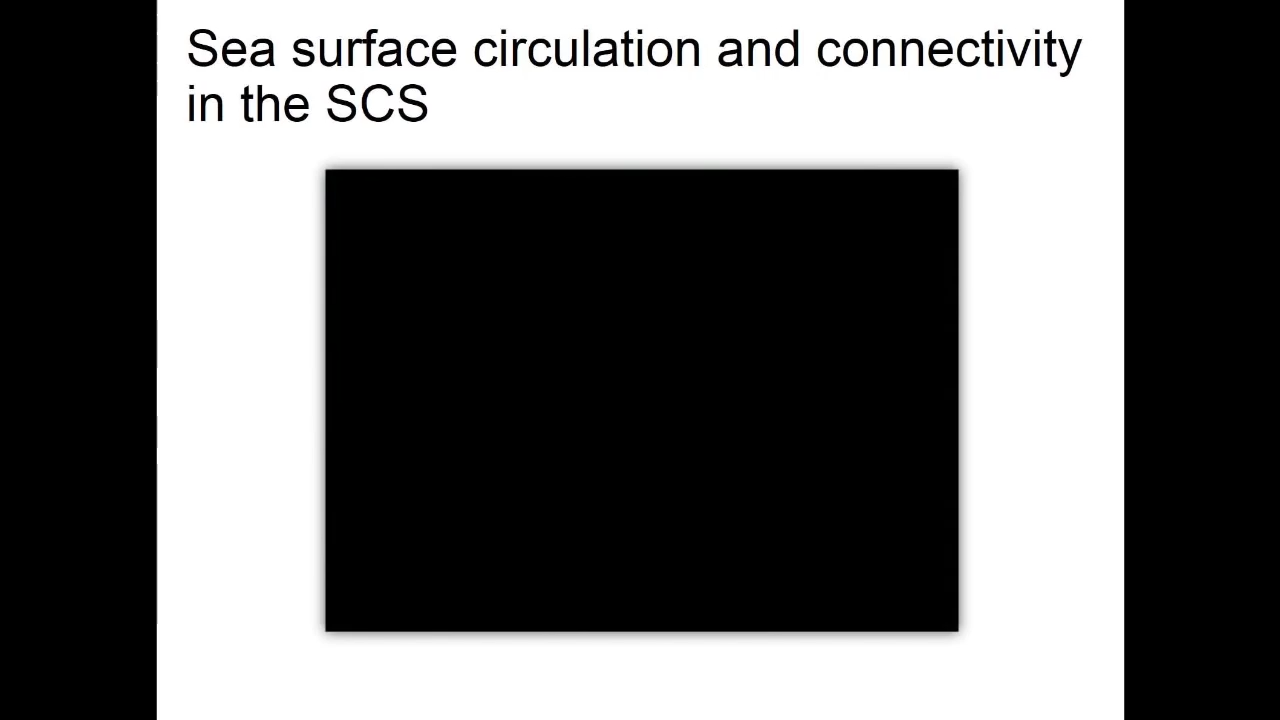 Sea surface circulation and connectivity
in the SCS